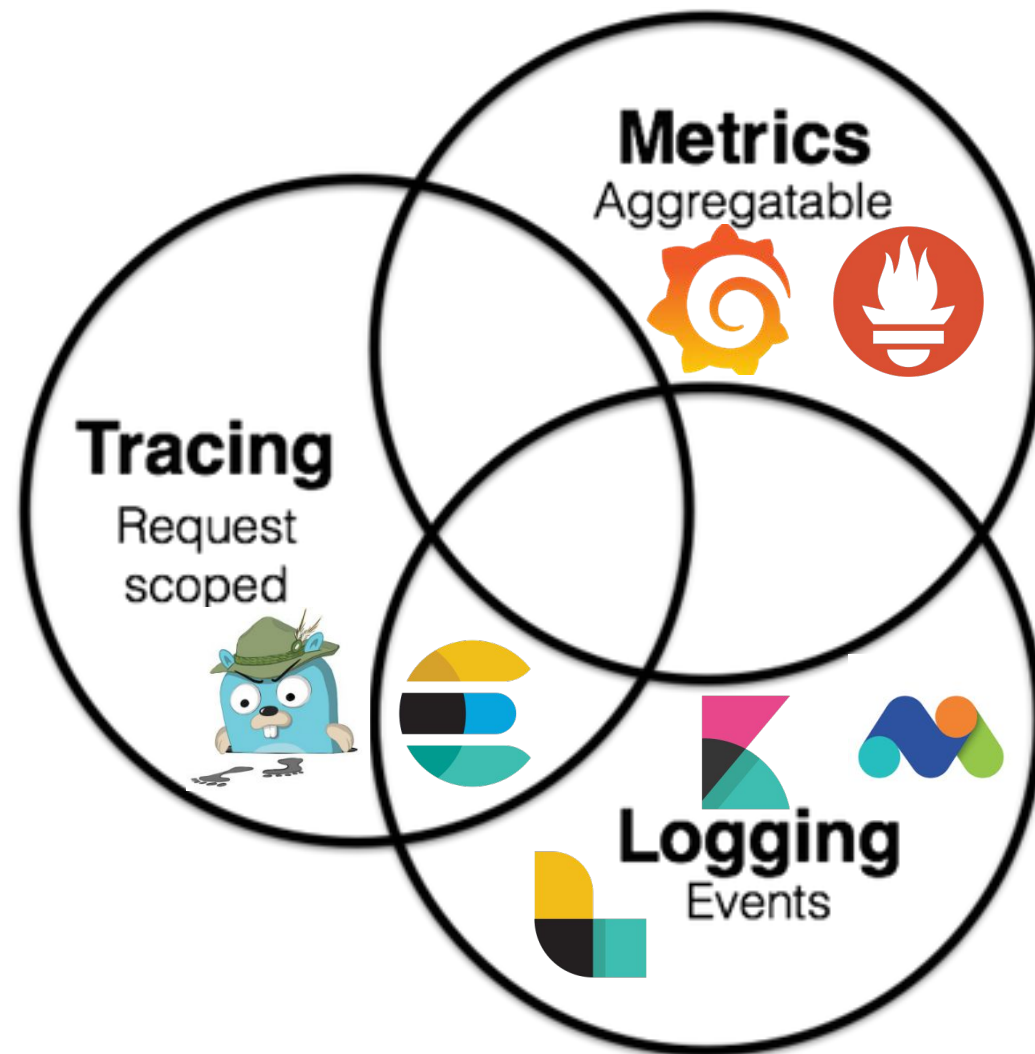 Metrics
Aggregatable
Tracing
Request
scoped
Logging
Events